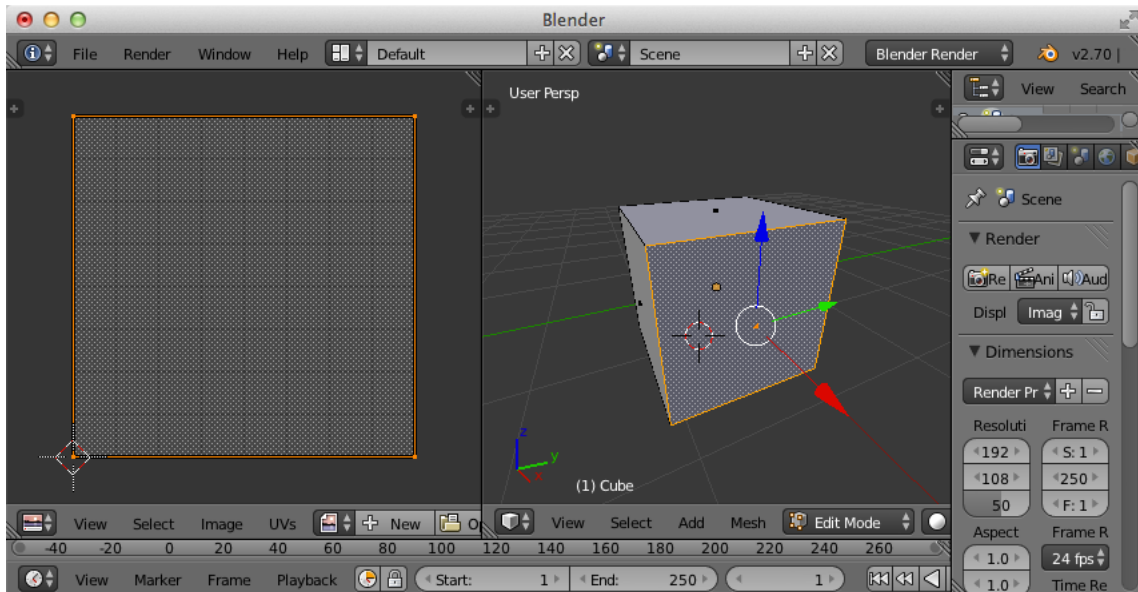 Blender
File Render Window Help Default Scene Blender Render v2.70 |
User Persp
View Search
Scene
Render
Re Ani Aud
Displ Imag
Dimensions
Render Pr
Resoluti Frame R
192 S: 1
108 250
50 F: 1
Aspect Frame R
1.0 24 fps
1.0 Time Re
z
y
x
(1) Cube
View Select Image UVs New
View Select Add Mesh Edit Mode
-40 -20 0 20 40 60 80 100 120 140 160 180 200 220 240 260
View Marker Frame Playback Start: 1 End: 250 1